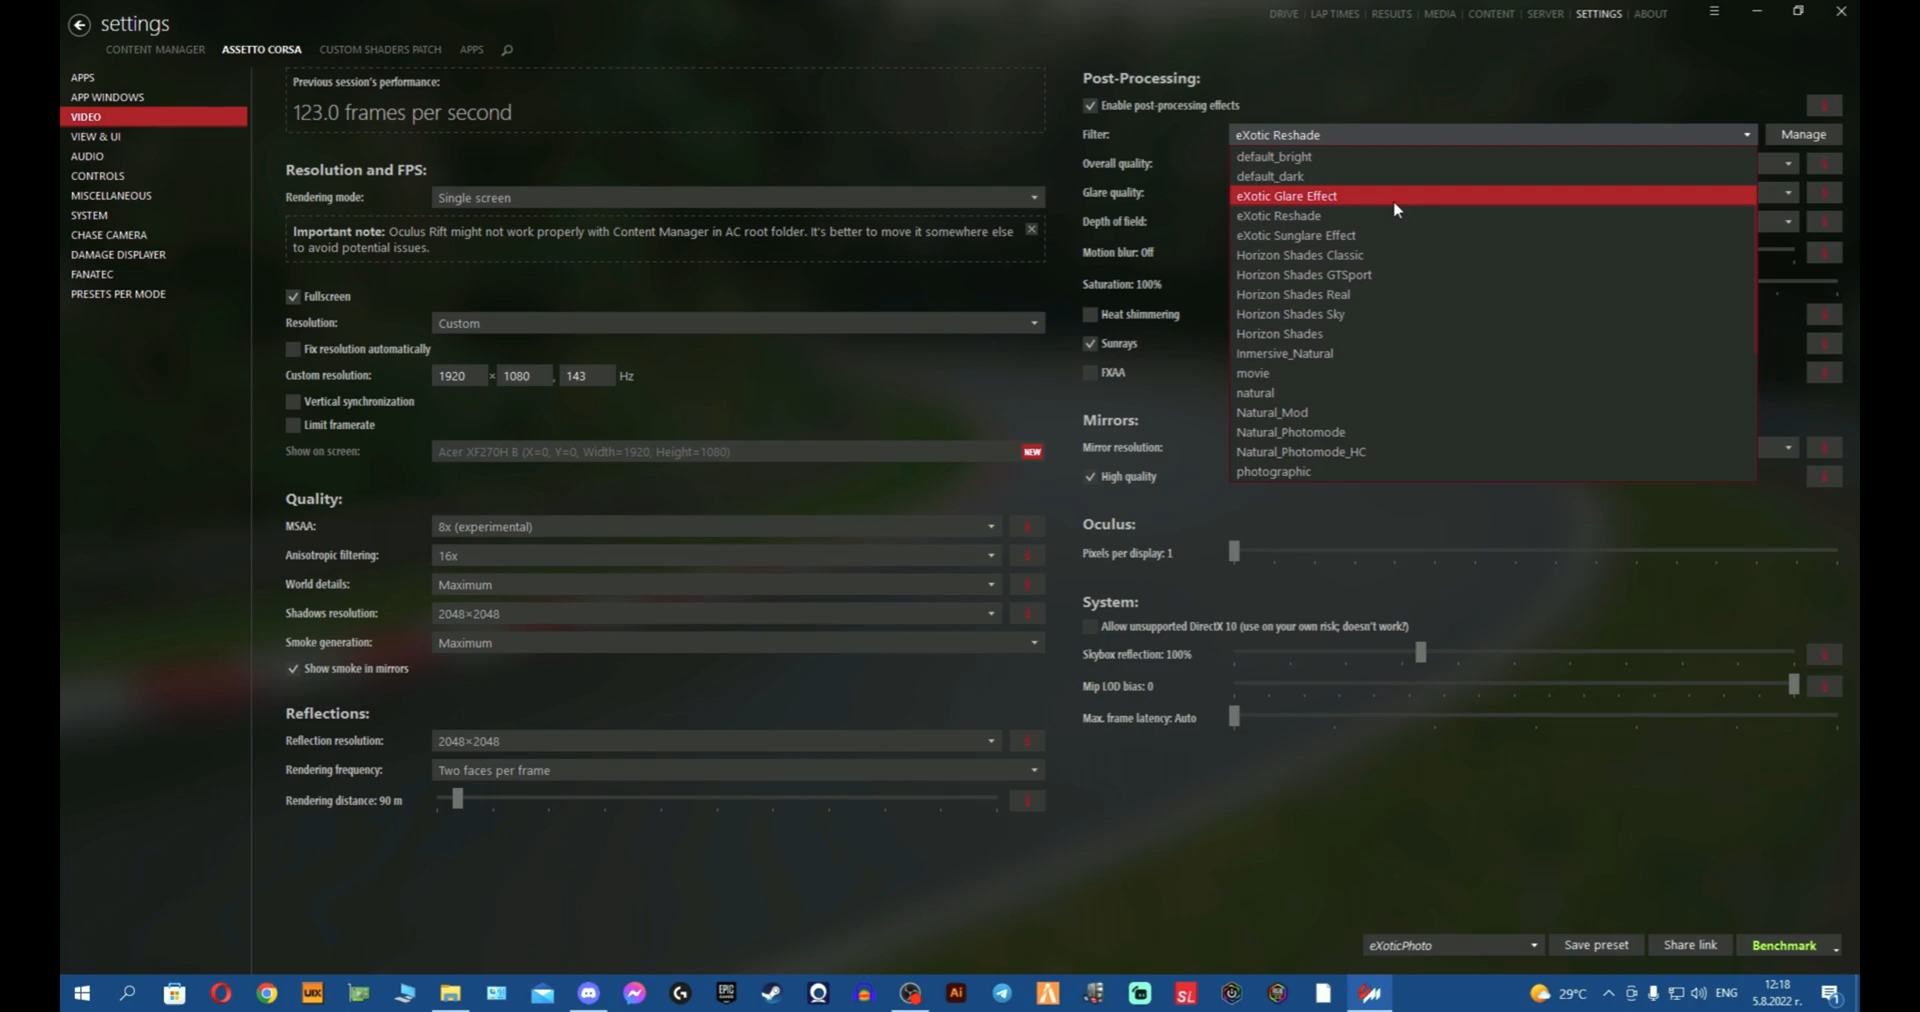 settings
DRIVE | LAP TIMES | RESULTS | MEDIA | CONTENT | SERVER | SETTINGS | ABOUT
CONTENT MANAGER ASSETTO CORSA CUSTOM SHADERS PATCH APPS
APPS
APP WINDOWS
VIDEO
VIEW & UI
AUDIO
CONTROLS
MISCELLANEOUS
SYSTEM
CHASE CAMERA
DAMAGE DISPLAYER
FANATEC
PRESETS PER MODE
Previous session's performance:
123.0 frames per second
Resolution and FPS:
Rendering mode: Single screen
Important note: Oculus Rift might not work properly with Content Manager in AC root folder. It's better to move it somewhere else
to avoid potential issues.
Fullscreen
Resolution: Custom
Fix resolution automatically
Custom resolution: 1920 × 1080 , 143 Hz
Vertical synchronization
Limit framerate
Show on screen: Acer XF270H B (X=0, Y=0, Width=1920, Height=1080) NEW
Quality:
MSAA: 8x (experimental)
Anisotropic filtering: 16x
World details: Maximum
Shadows resolution: 2048×2048
Smoke generation: Maximum
Show smoke in mirrors
Reflections:
Reflection resolution: 2048×2048
Rendering frequency: Two faces per frame
Rendering distance: 90 m
Post-Processing:
Enable post-processing effects
Filter: eXotic Reshade Manage
Overall quality:
Glare quality:
Depth of field:
Motion blur: Off
Saturation: 100%
Heat shimmering
Sunrays
FXAA
default_bright
default_dark
eXotic Glare Effect
eXotic Reshade
eXotic Sunglare Effect
Horizon Shades Classic
Horizon Shades GTSport
Horizon Shades Real
Horizon Shades Sky
Horizon Shades
Inmersive_Natural
movie
natural
Natural_Mod
Natural_Photomode
Natural_Photomode_HC
photographic
Mirrors:
Mirror resolution:
High quality
Oculus:
Pixels per display: 1
System:
Allow unsupported DirectX 10 (use on your own risk; doesn't work?)
Skybox reflection: 100%
Mip LOD bias: 0
Max. frame latency: Auto
eXoticPhoto Save preset Share link Benchmark
UIX
EPIC
Ai
SL
29°C
ENG
12:18
5.8.2022 г.
1